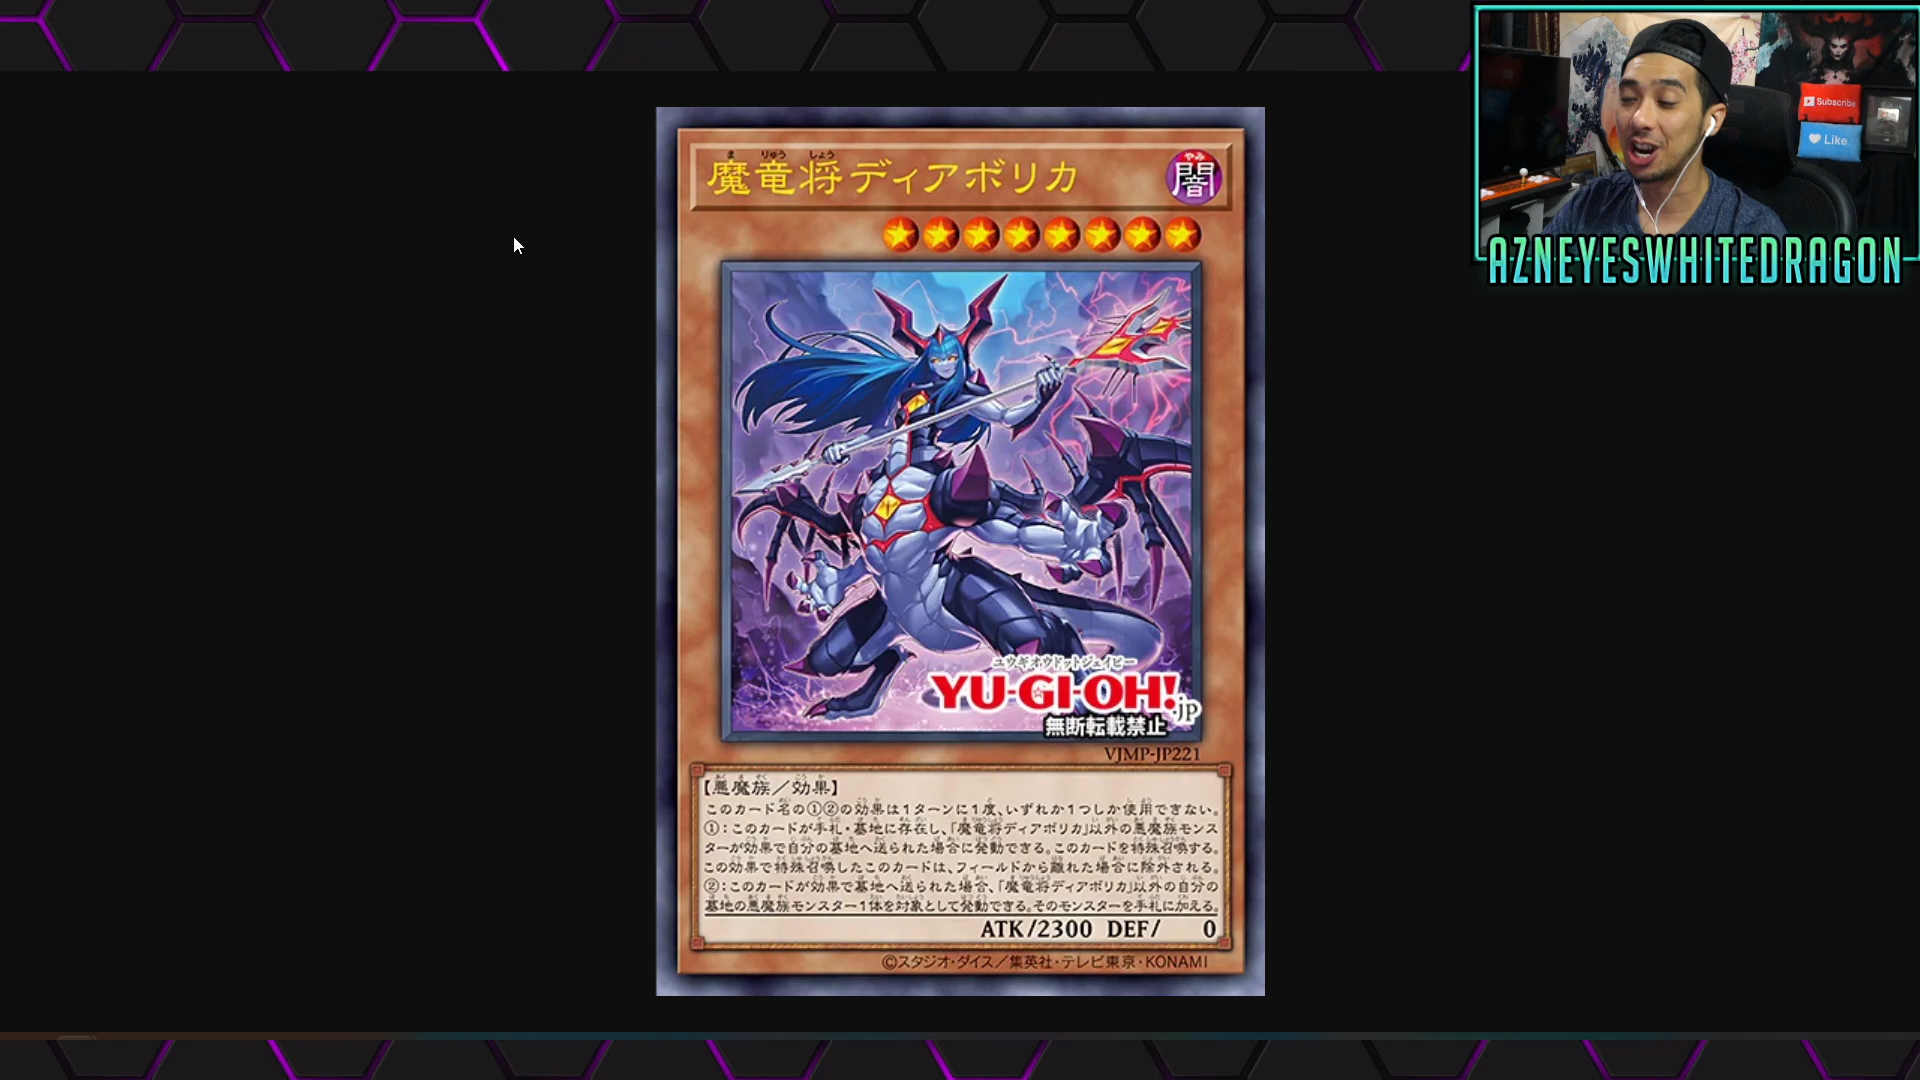 Subscribe
Like
AZNEYESWHITEDRAGON
魔竜将ディアボリカ
ま りゅう しょう
やみ
闇
ユウギオウドットジェイピー
YU-GI-OH!.jp
無断転載禁止
VJMP-JP221
【悪魔族／効果】
このカード名の①②の効果は1ターンに1度、いずれか1つしか使用できない。
①：このカードが手札・墓地に存在し、「魔竜将ディアボリカ」以外の悪魔族モンス
ターが効果で自分の墓地へ送られた場合に発動できる。このカードを特殊召喚する。
この効果で特殊召喚したこのカードは、フィールドから離れた場合に除外される。
②：このカードが効果で墓地へ送られた場合、「魔竜将ディアボリカ」以外の自分の
墓地の悪魔族モンスター1体を対象として発動できる。そのモンスターを手札に加える。
ATK/2300 DEF/ 0
©スタジオ・ダイス／集英社・テレビ東京・KONAMI